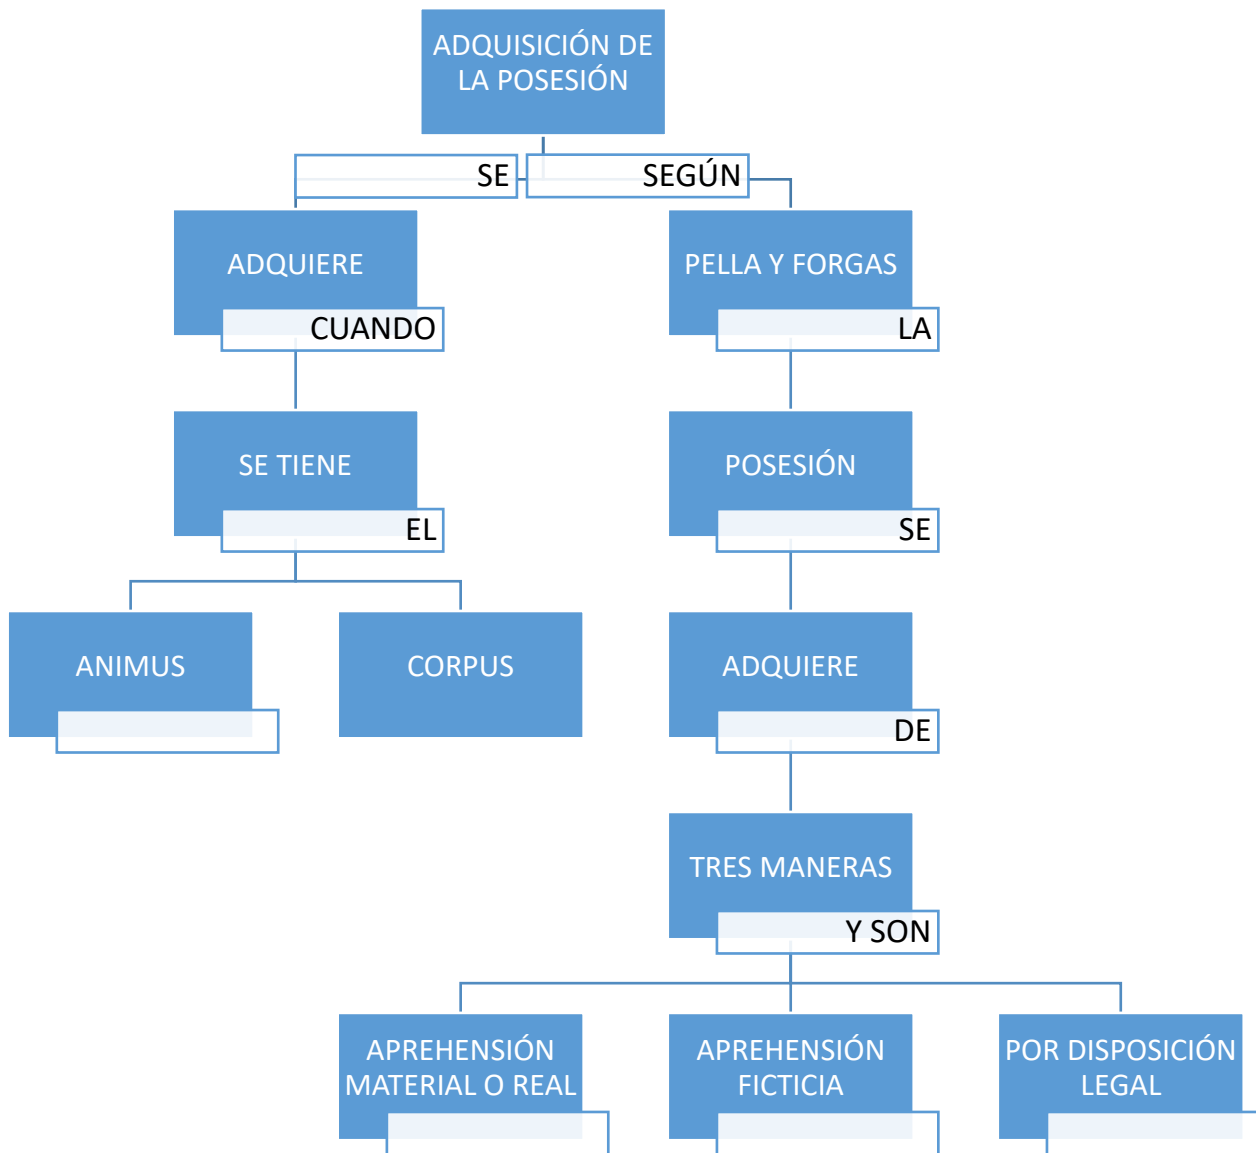 ADQUISICIÓN DE
LA POSESIÓN
SE
SEGÚN
ADQUIERE
CUANDO
PELLA Y FORGAS
LA
SE TIENE
EL
POSESIÓN
SE
ANIMUS
CORPUS
ADQUIERE
DE
TRES MANERAS
Y SON
APREHENSIÓN
MATERIAL O REAL
APREHENSIÓN
FICTICIA
POR DISPOSICIÓN
LEGAL